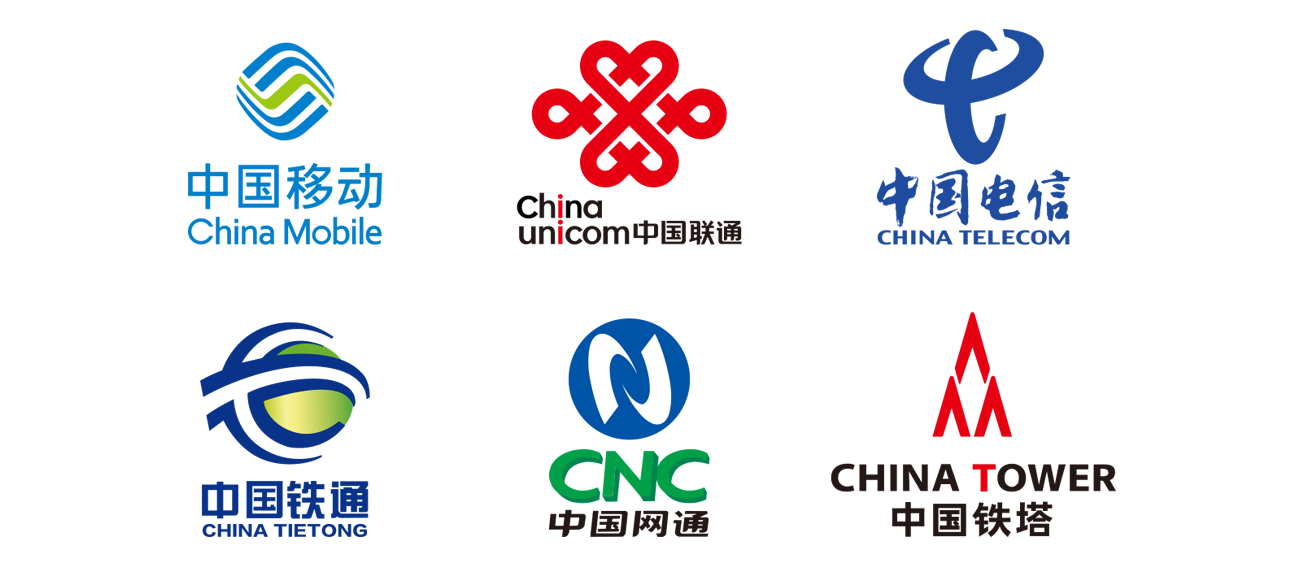 中国移动
China Mobile
China
unicom中国联通
中国电信
CHINA TELECOM
中国铁通
CHINA TIETONG
CNC
中国网通
CHINA TOWER
中国铁塔